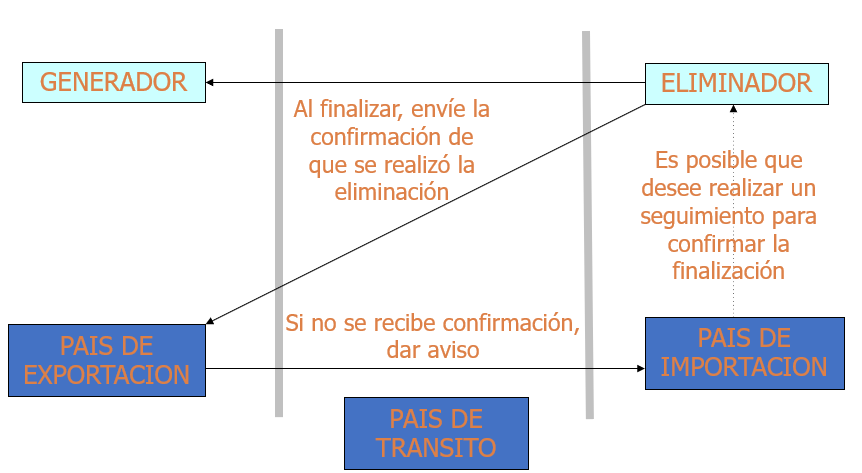 GENERADOR
ELIMINADOR
Al finalizar, envíe la
confirmación de
que se realizó la
eliminación
Es posible que
desee realizar un
seguimiento para
confirmar la
finalización
Si no se recibe confirmación,
dar aviso
PAIS DE
EXPORTACION
PAIS DE
IMPORTACION
PAIS DE
TRANSITO